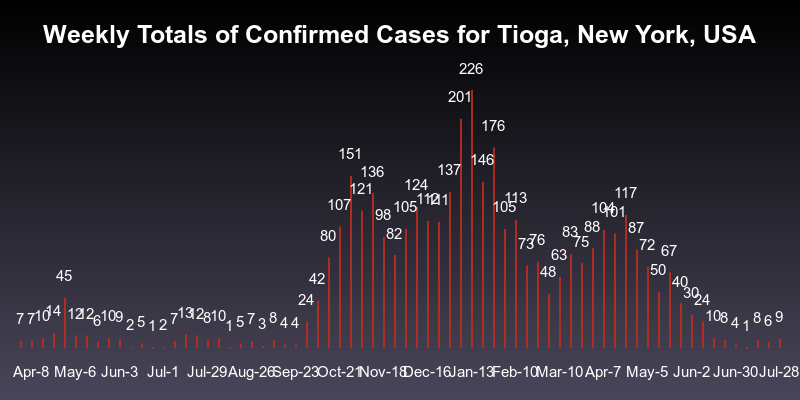 Weekly Totals of Confirmed Cases for Tioga, New York, USA
7 7 10 14 45 12 12 6 10 9 2 5 1 2 7 13 12 8 10 1 5 7 3 8 4 4 24 42 80 107 151 121 136 98 82 105 124 112 111 137 201 226 146 176 105 113 73 76 48 63 83 75 88 104 101 117 87 72 50 67 40 30 24 10 8 4 1 8 6 9
Apr-8 May-6 Jun-3 Jul-1 Jul-29 Aug-26 Sep-23 Oct-21 Nov-18 Dec-16 Jan-13 Feb-10 Mar-10 Apr-7 May-5 Jun-2 Jun-30 Jul-28